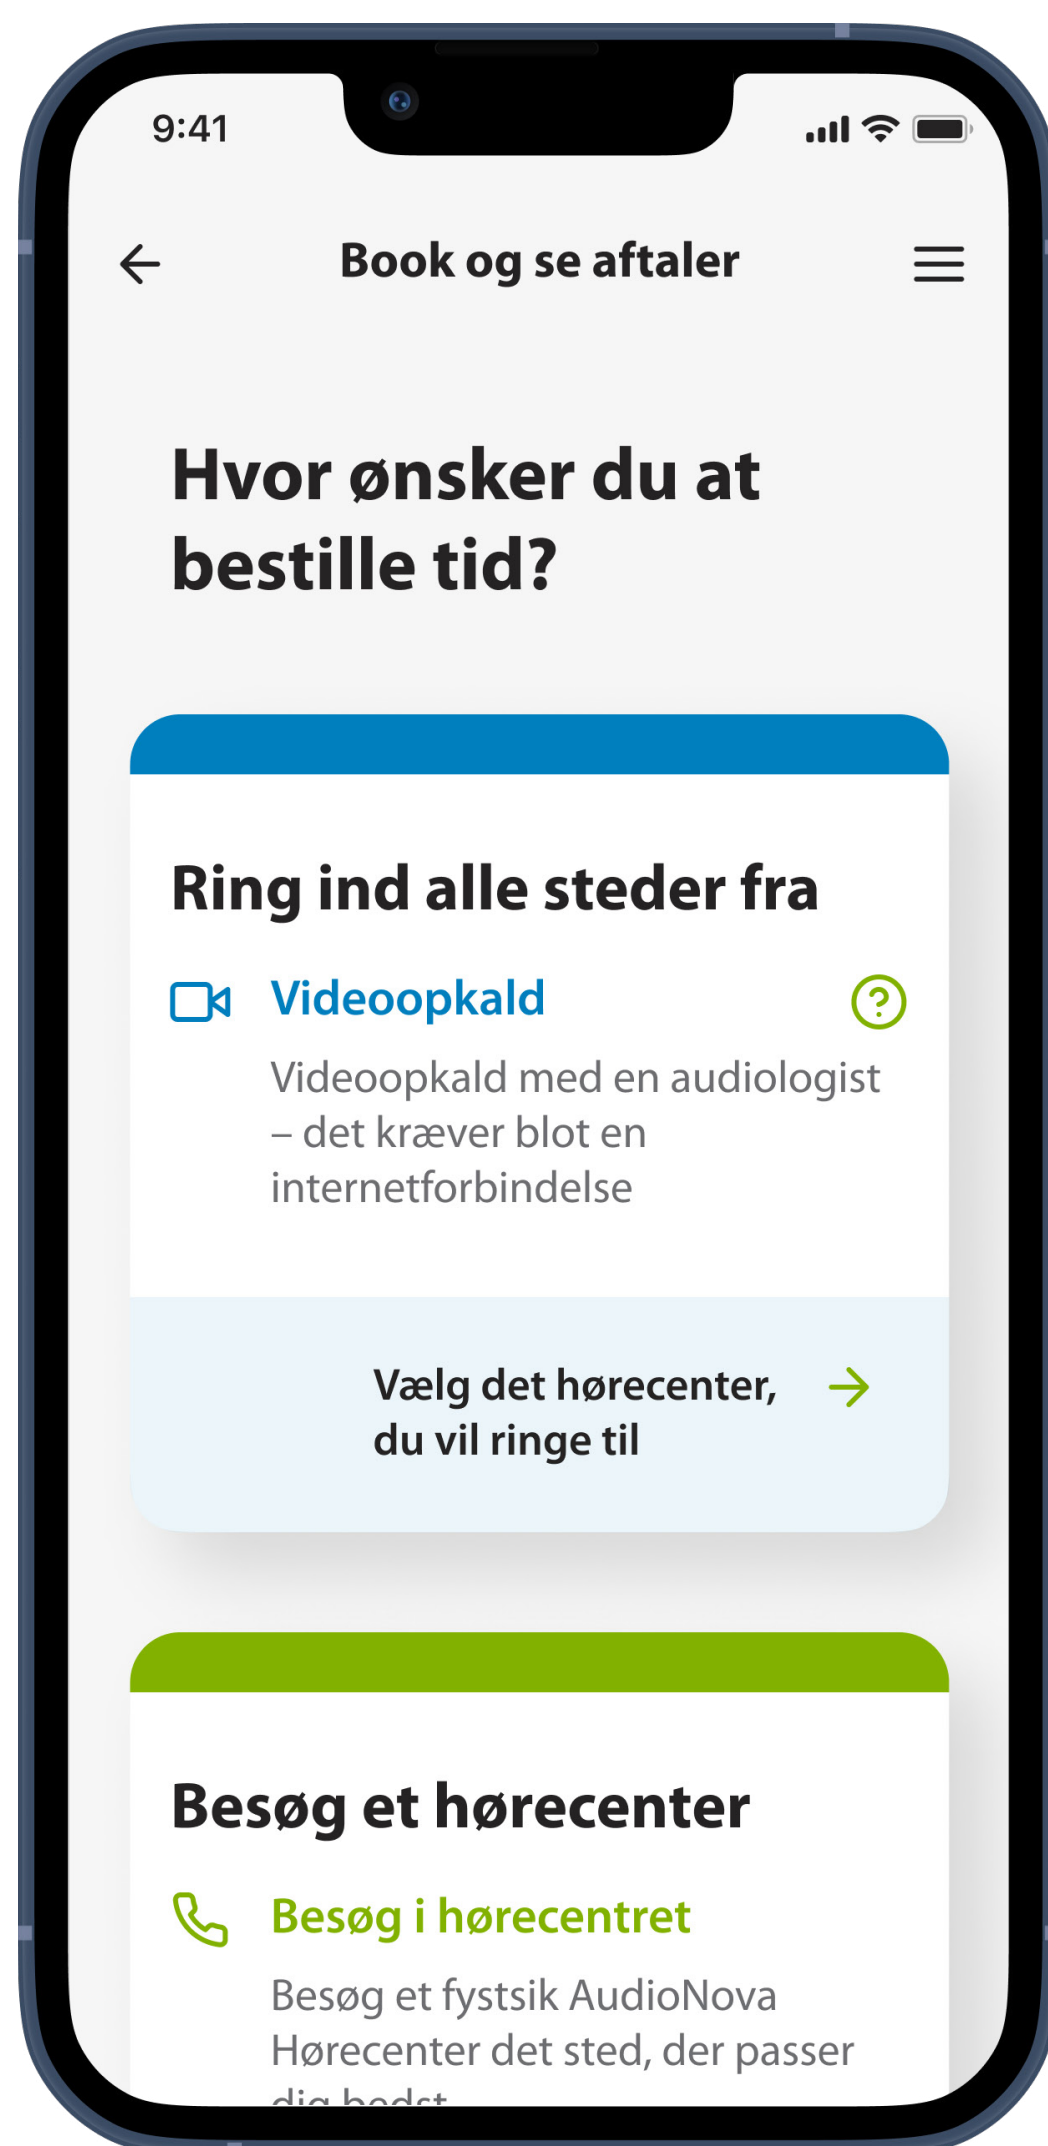 9:41
Book og se aftaler
Hvor ønsker du at
bestille tid?
Ring ind alle steder fra
Videoopkald
Videoopkald med en audiologist
– det kræver blot en
internetforbindelse
Vælg det hørecenter,
du vil ringe til
Besøg et hørecenter
Besøg i hørecentret
Besøg et fystsik AudioNova
Hørecenter det sted, der passer
dig bedst